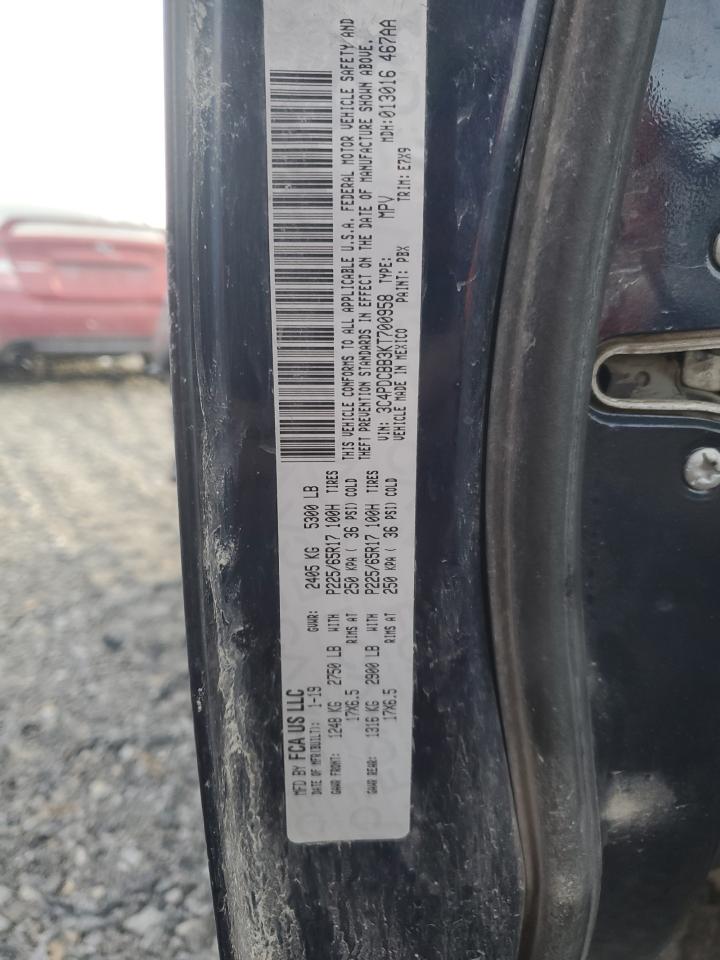 MFD BY FCA US LLC
DATE OF MFR(BUILT): 1-19 GVWR: 2405 KG 5300 LB
GAWR FRONT: 1248 KG 2750 LB WITH P225/65R17 100H TIRES
17X6.5 RIMS AT 250 KPA ( 36 PSI) COLD
GAWR REAR: 1316 KG 2900 LB WITH P225/65R17 100H TIRES
17X6.5 RIMS AT 250 KPA ( 36 PSI) COLD
THIS VEHICLE CONFORMS TO ALL APPLICABLE U.S.A. FEDERAL MOTOR VEHICLE SAFETY AND
THEFT PREVENTION STANDARDS IN EFFECT ON THE DATE OF MANUFACTURE SHOWN ABOVE.
VIN: 3C4PDCBB3KT700958 TYPE: MPV MDH:013016 467AA
VEHICLE MADE IN MEXICO PAINT: PBX TRIM: E7X9